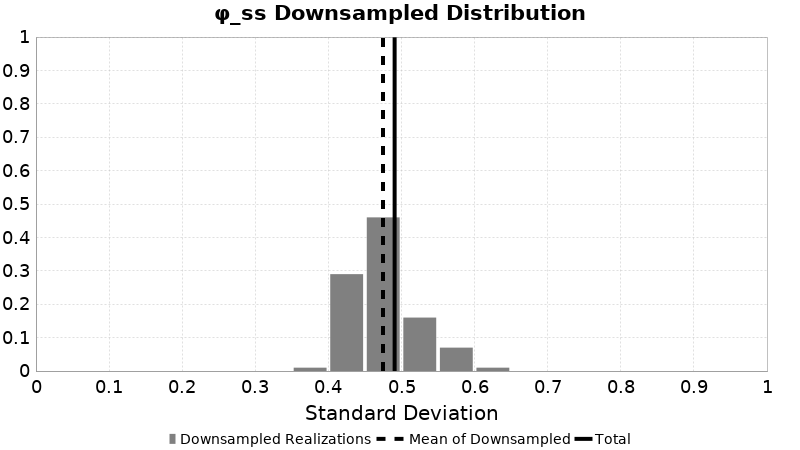 φ_ss Downsampled Distribution
1
0.9
0.8
0.7
0.6
0.5
0.4
0.3
0.2
0.1
0
0 0.1 0.2 0.3 0.4 0.5 0.6 0.7 0.8 0.9 1
Standard Deviation
Downsampled Realizations Mean of Downsampled Total